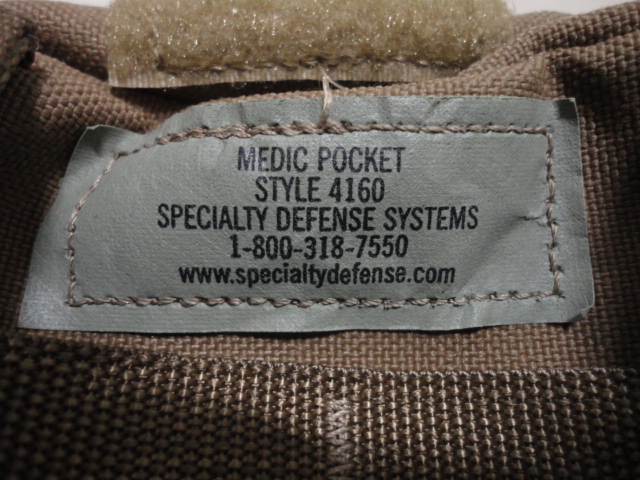 MEDIC POCKET
STYLE 4160
SPECIALTY DEFENSE SYSTEMS
1-800-318-7550
www.specialtydefense.com